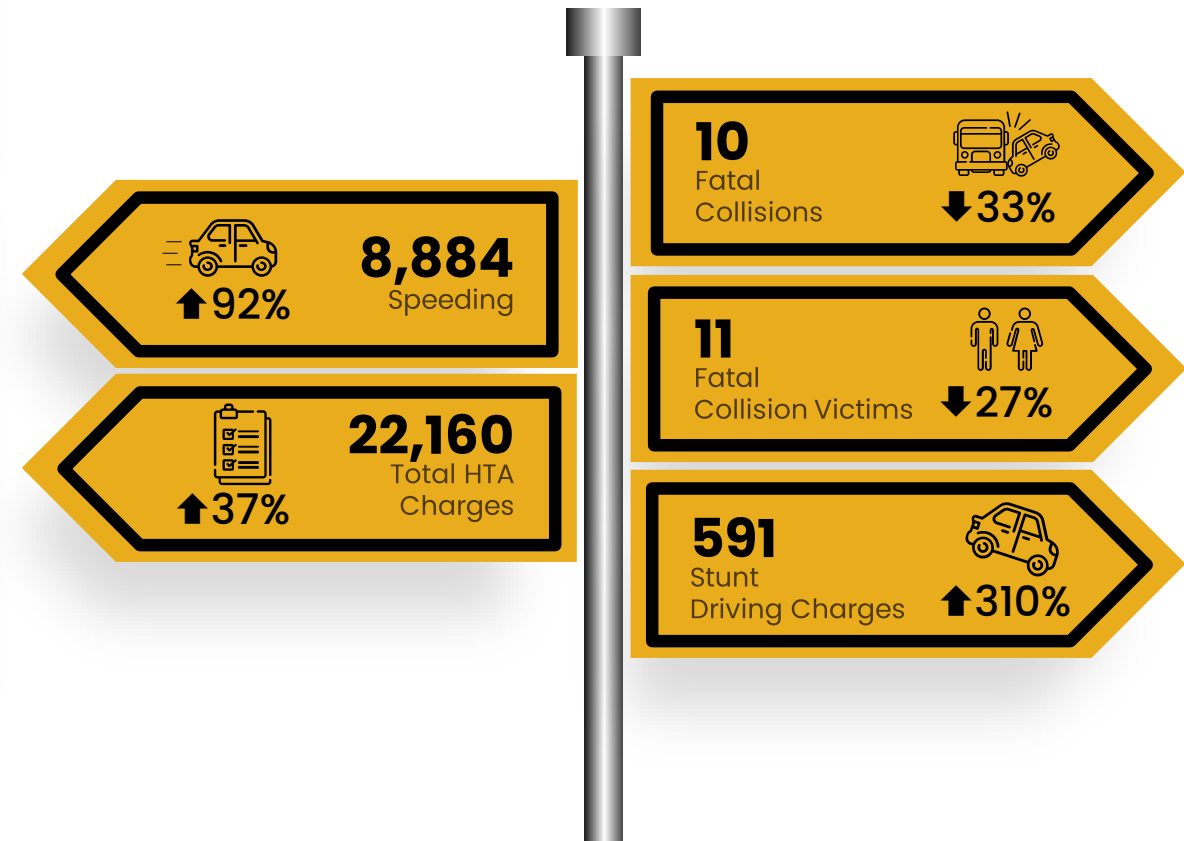 8,884
Speeding
92%
22,160
Total HTA
Charges
37%
10
Fatal
Collisions
33%
11
Fatal
Collision Victims
27%
591
Stunt
Driving Charges
310%